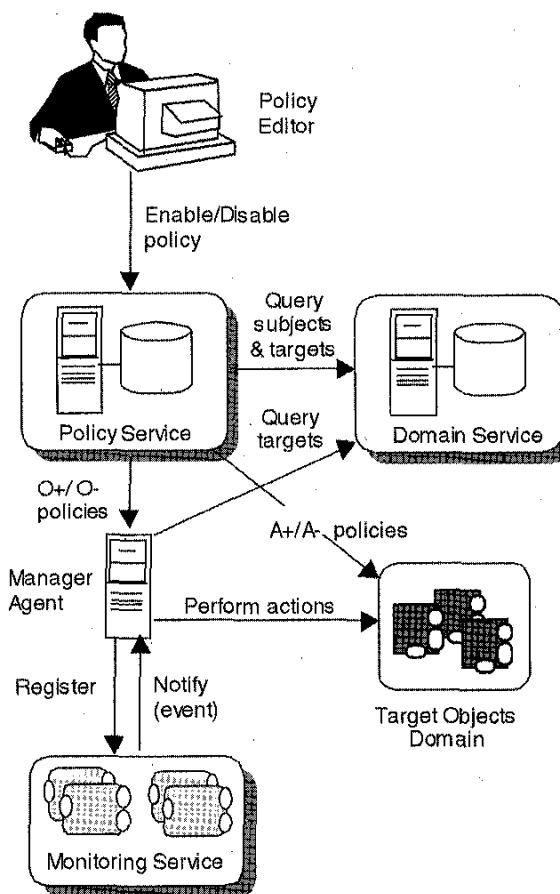 Policy
Editor
Enable/Disable
policy
Query
subjects
& targets
Policy Service
Query
targets
Domain Service
O+/ O-
policies
A+/A- policies
Manager
Agent
Perform actions
Register
Notify
(event)
Target Objects
Domain
Monitoring Service